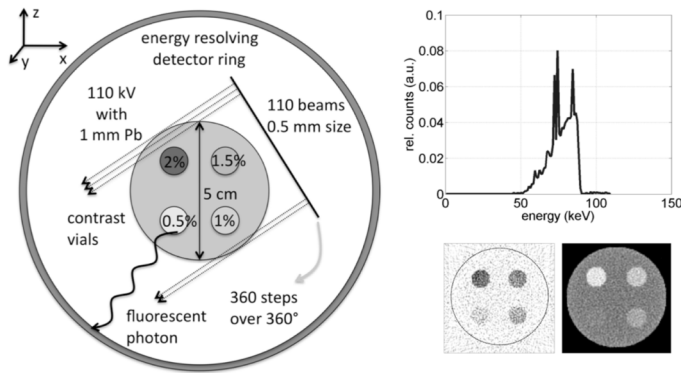 z
x
y
energy resolving
detector ring
110 kV
with
1 mm Pb
110 beams
0.5 mm size
2%
1.5%
5 cm
0.5%
1%
contrast
vials
fluorescent
photon
360 steps
over 360°
rel. counts (a.u.)
0.1
0.08
0.06
0.04
0.02
0
0
50
100
150
energy (keV)